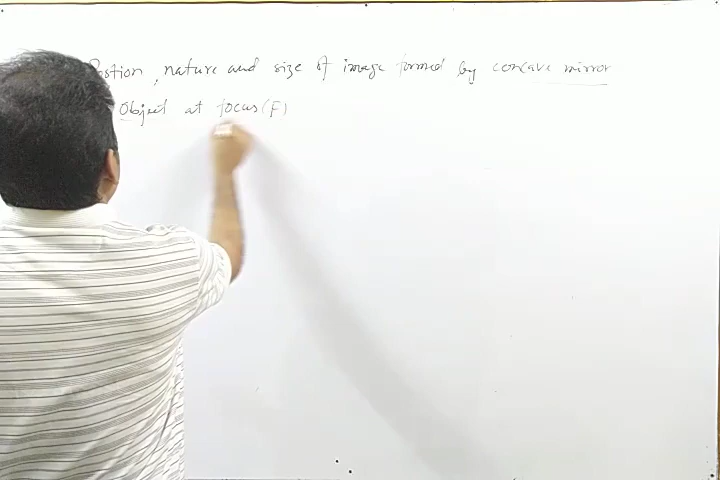 Postion, nature and size of image formed by concave mirror
Object at focus (F)